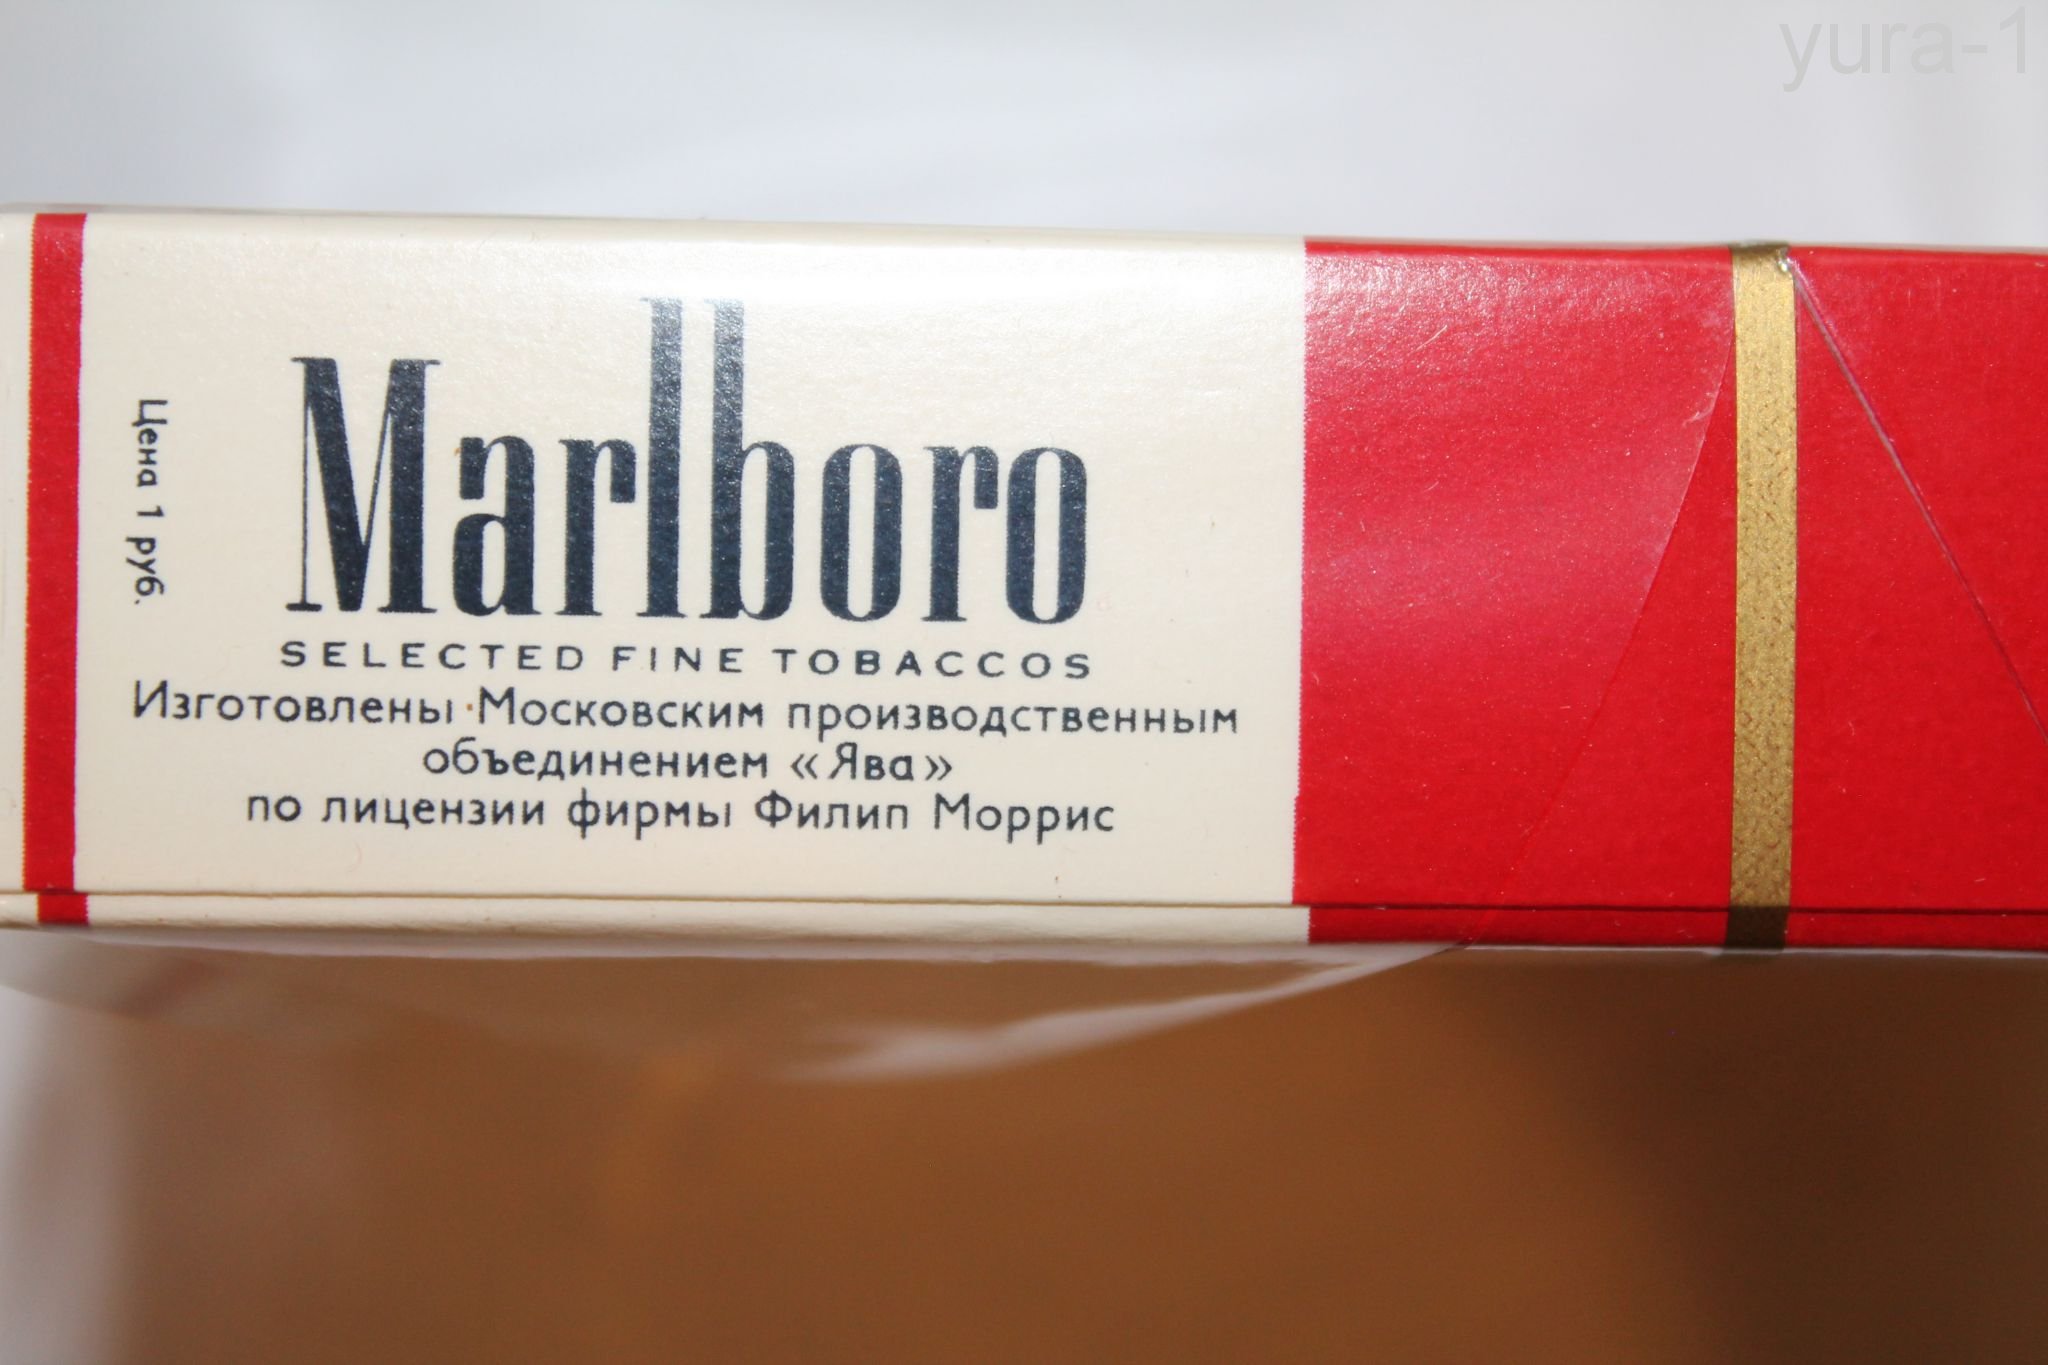 yura-1
Цена 1 руб.
Marlboro
SELECTED FINE TOBACCOS
Изготовлены Московским производственным
объединением «Ява»
по лицензии фирмы Филип Моррис